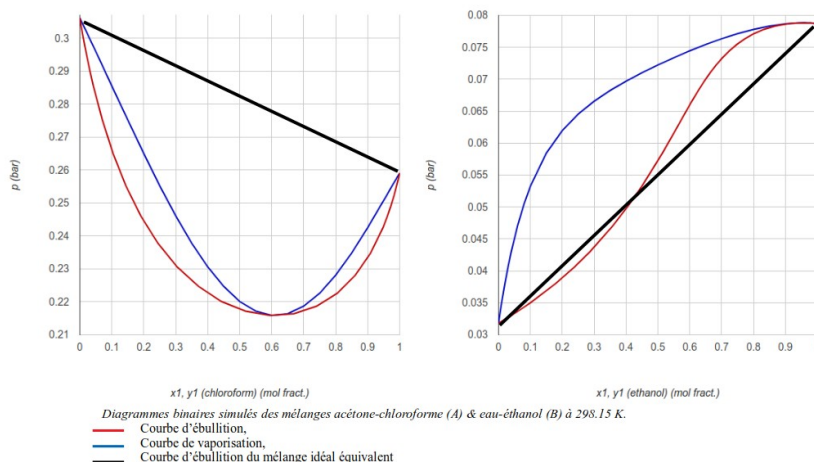 0.3
0.29
0.28
0.27
0.26
0.25
0.24
0.23
0.22
0.21
p (bar)
0 0.1 0.2 0.3 0.4 0.5 0.6 0.7 0.8 0.9 1
x1, y1 (chloroform) (mol fract.)
0.08
0.075
0.07
0.065
0.06
0.055
0.05
0.045
0.04
0.035
0.03
p (bar)
0 0.1 0.2 0.3 0.4 0.5 0.6 0.7 0.8 0.9
x1, y1 (ethanol) (mol fract.)
Diagrammes binaires simulés des mélanges acétone-chloroforme (A) & eau-éthanol (B) à 298.15 K.
Courbe d'ébullition,
Courbe de vaporisation,
Courbe d'ébullition du mélange idéal équivalent